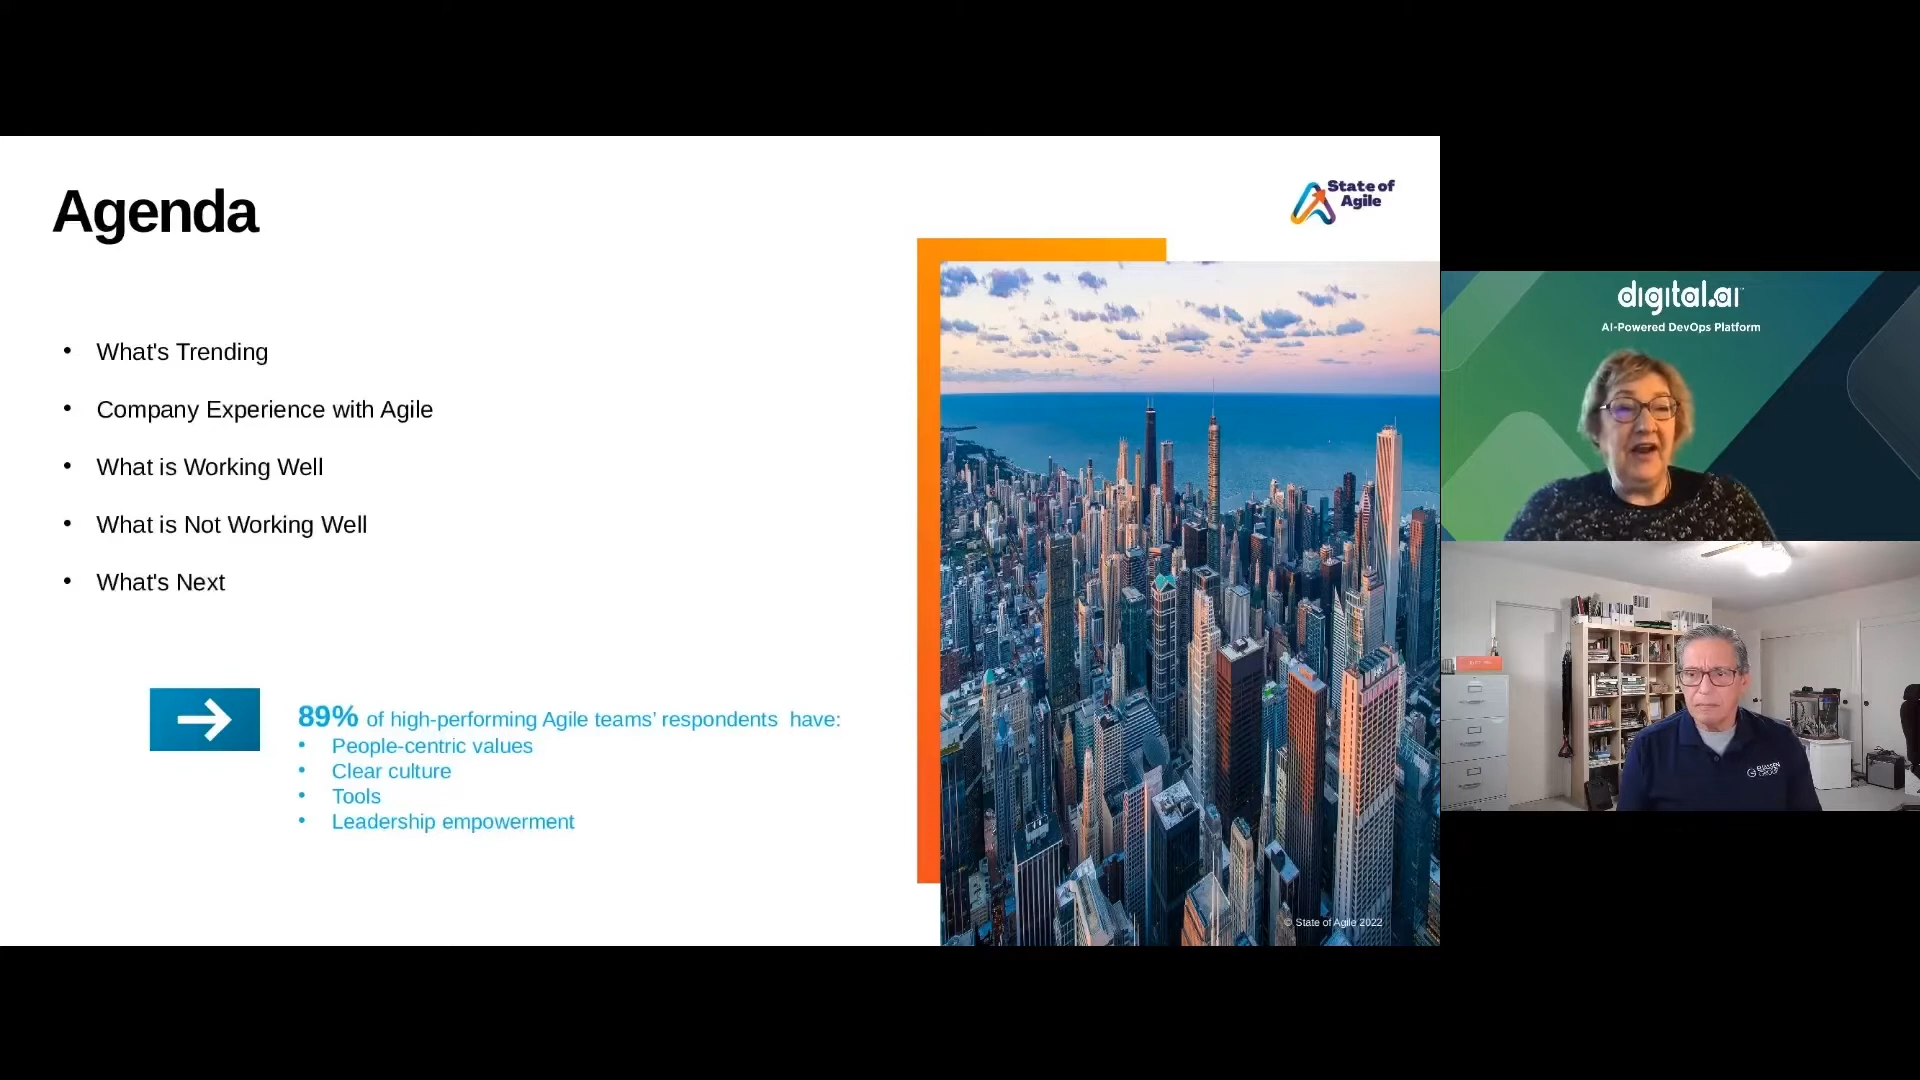 Agenda
State of
Agile
• What's Trending
• Company Experience with Agile
• What is Working Well
• What is Not Working Well
• What's Next
89% of high-performing Agile teams’ respondents have:
• People-centric values
• Clear culture
• Tools
• Leadership empowerment
© State of Agile 2022
digital.ai
AI-Powered DevOps Platform
ELIASSEN
GROUP